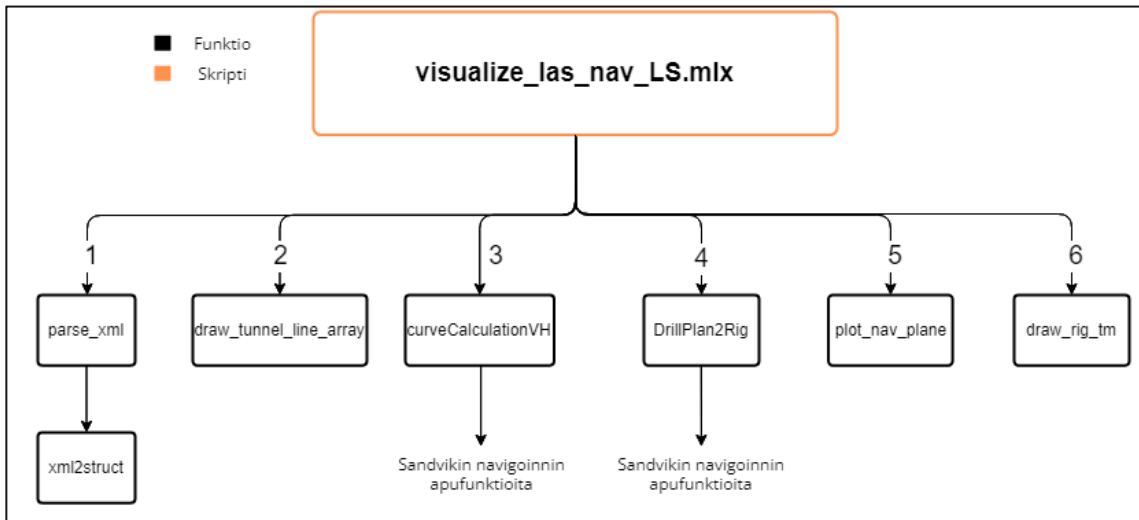 Funktio
Skripti
visualize_las_nav_LS.mlx
1
2
3
4
5
6
parse_xml
draw_tunnel_line_array
curveCalculationVH
DrillPlan2Rig
plot_nav_plane
draw_rig_tm
xml2struct
Sandvikin navigoinnin
apufunktioita
Sandvikin navigoinnin
apufunktioita